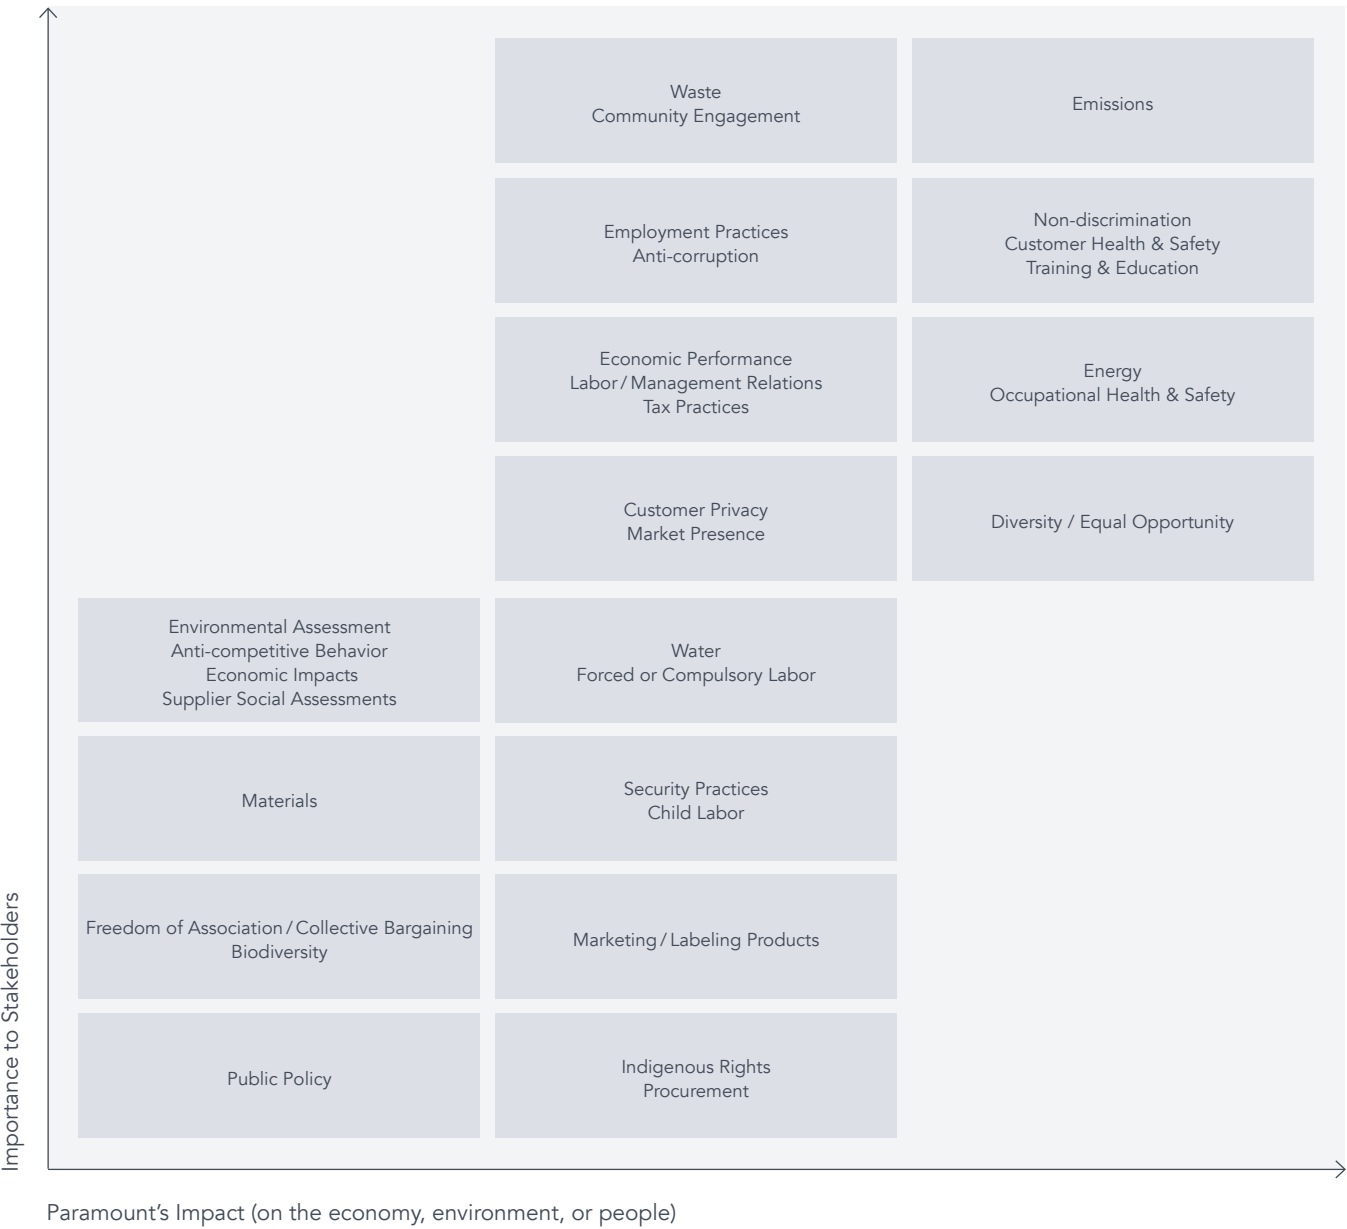 Waste
Community Engagement
Emissions
Employment Practices
Anti-corruption
Non-discrimination
Customer Health & Safety
Training & Education
Economic Performance
Labor / Management Relations
Tax Practices
Energy
Occupational Health & Safety
Customer Privacy
Market Presence
Diversity / Equal Opportunity
Environmental Assessment
Anti-competitive Behavior
Economic Impacts
Supplier Social Assessments
Water
Forced or Compulsory Labor
Materials
Security Practices
Child Labor
Freedom of Association / Collective Bargaining
Biodiversity
Marketing / Labeling Products
Public Policy
Indigenous Rights
Procurement
Importance to Stakeholders
Paramount’s Impact (on the economy, environment, or people)